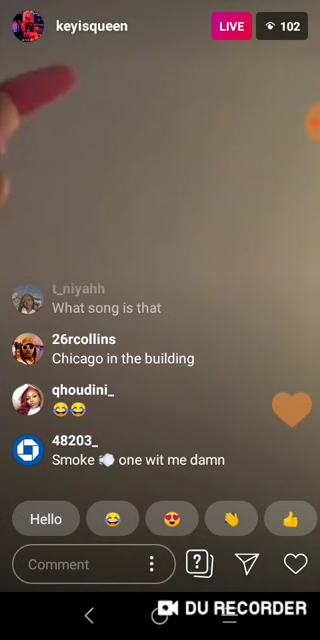 keyisqueen
LIVE
102
t_niyahh
What song is that
26rcollins
Chicago in the building
qhoudini_
😂😂
48203_
Smoke 💨 one wit me damn
Hello
😂
😍
👏
👍
Comment
DU RECORDER